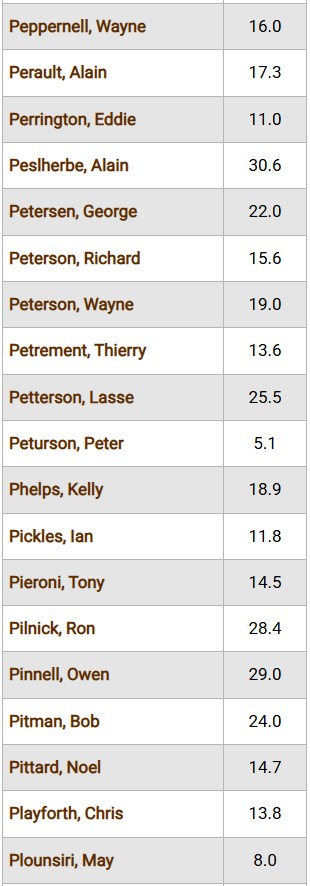 Peppernell, Wayne 16.0
Perault, Alain 17.3
Perrington, Eddie 11.0
Peslherbe, Alain 30.6
Petersen, George 22.0
Peterson, Richard 15.6
Peterson, Wayne 19.0
Petrement, Thierry 13.6
Petterson, Lasse 25.5
Peturson, Peter 5.1
Phelps, Kelly 18.9
Pickles, Ian 11.8
Pieroni, Tony 14.5
Pilnick, Ron 28.4
Pinnell, Owen 29.0
Pitman, Bob 24.0
Pittard, Noel 14.7
Playforth, Chris 13.8
Plounsiri, May 8.0